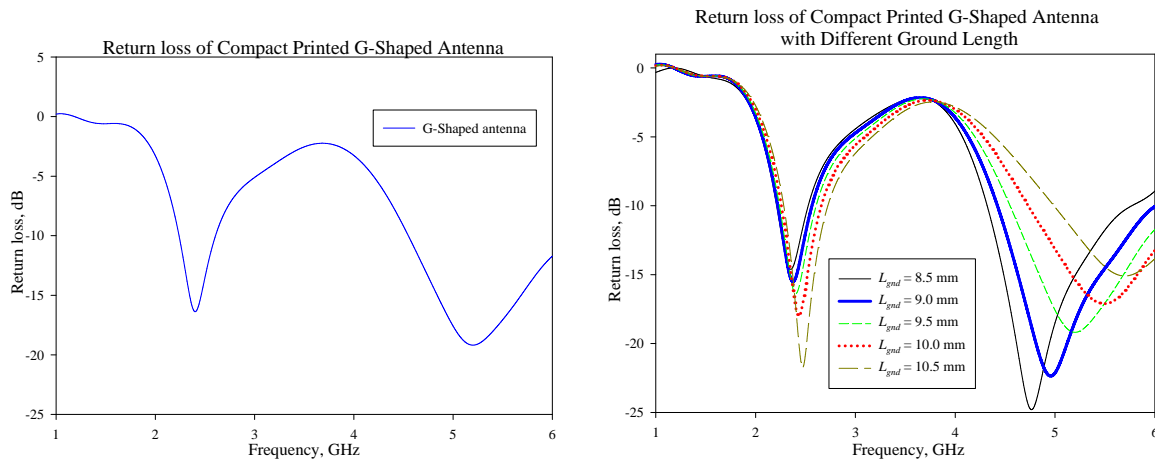 Return loss of Compact Printed G-Shaped Antenna
5
0
-5
-10
-15
-20
-25
Return loss, dB
G-Shaped antenna
1 2 3 4 5 6
Frequency, GHz
Return loss of Compact Printed G-Shaped Antenna
with Different Ground Length
0
-5
-10
-15
-20
-25
Return loss, dB
Lgnd = 8.5 mm
Lgnd = 9.0 mm
Lgnd = 9.5 mm
Lgnd = 10.0 mm
Lgnd = 10.5 mm
1 2 3 4 5 6
Frequency, GHz